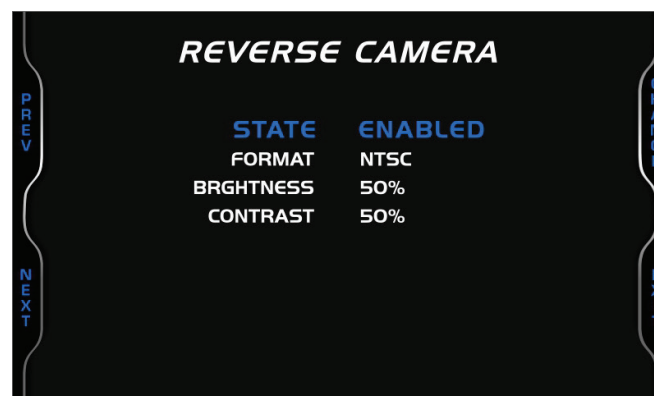 REVERSE CAMERA
PREV
STATE ENABLED
FORMAT NTSC
BRGHTNESS 50%
CONTRAST 50%
NEXT